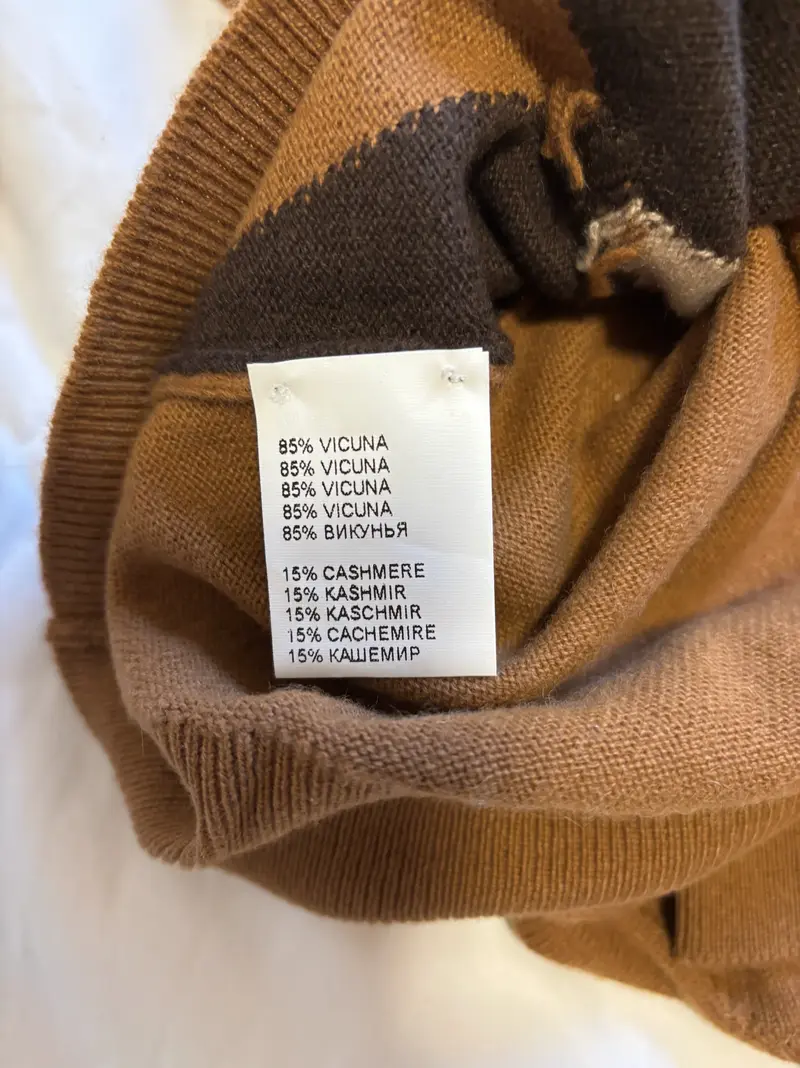 85% VICUNA
85% VICUNA
85% VICUNA
85% VICUNA
85% ВИКУНЬЯ
15% CASHMERE
15% KASHMIR
15% KASCHMIR
15% CACHEMIRE
15% КАШЕМИР